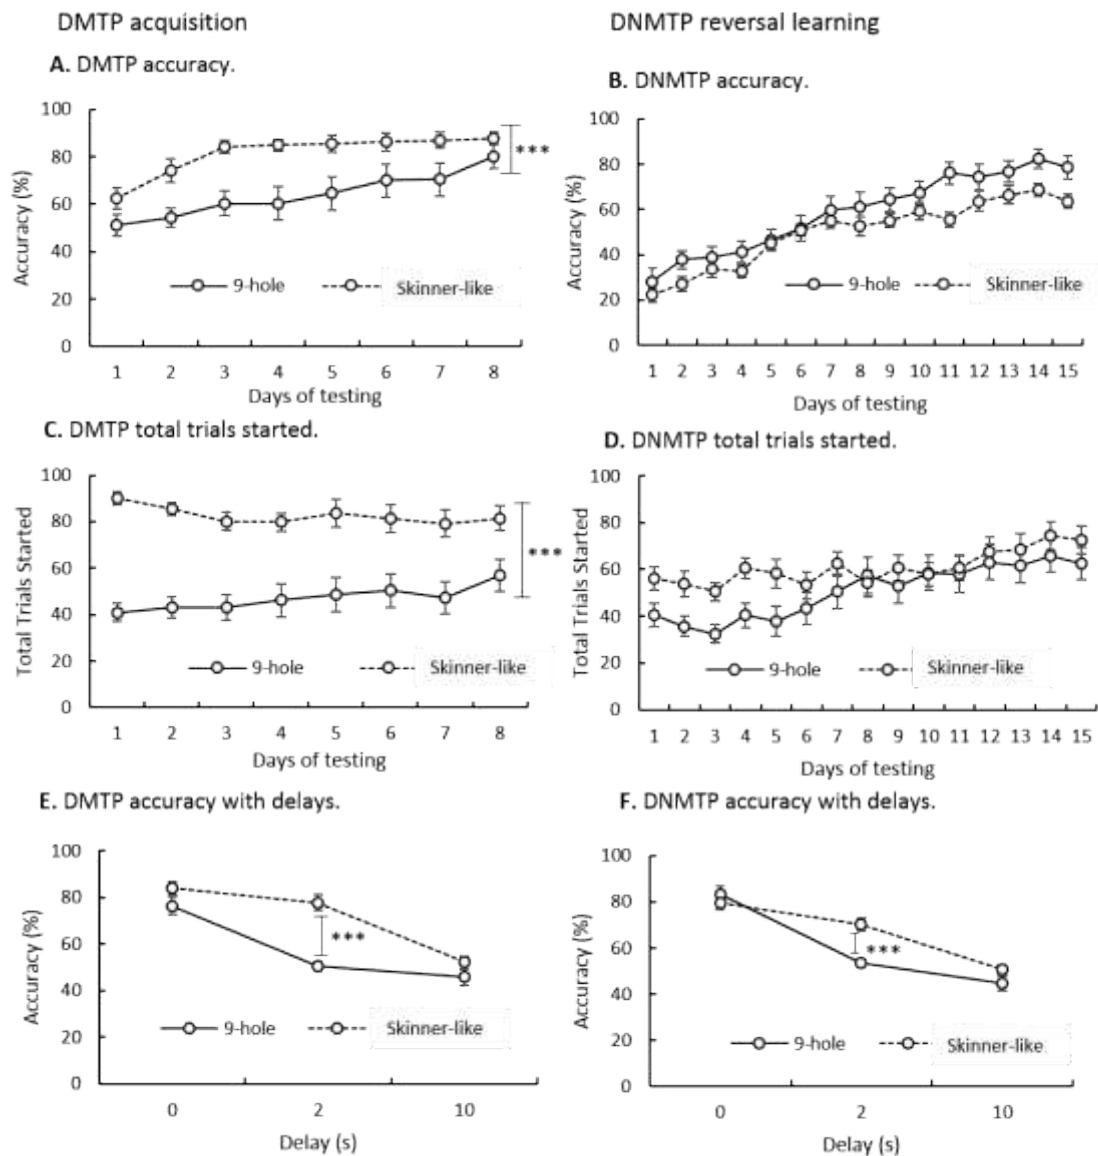 DMTP acquisition
DNMTP reversal learning
A. DMTP accuracy.
100
80
60
40
20
0
Accuracy (%)
***
9-hole
Skinner-like
1 2 3 4 5 6 7 8
Days of testing
B. DNMTP accuracy.
100
80
60
40
20
0
Accuracy (%)
9-hole
Skinner-like
1 2 3 4 5 6 7 8 9 10 11 12 13 14 15
Days of testing
C. DMTP total trials started.
100
80
60
40
20
0
Total Trials Started
***
9-hole
Skinner-like
1 2 3 4 5 6 7 8
Days of testing
D. DNMTP total trials started.
100
80
60
40
20
0
Total Trials Started
9-hole
Skinner-like
1 2 3 4 5 6 7 8 9 10 11 12 13 14 15
Days of testing
E. DMTP accuracy with delays.
100
80
60
40
20
0
Accuracy (%)
***
9-hole
Skinner-like
0 2 10
Delay (s)
F. DNMTP accuracy with delays.
100
80
60
40
20
0
Accuracy (%)
***
9-hole
Skinner-like
0 2 10
Delay (s)